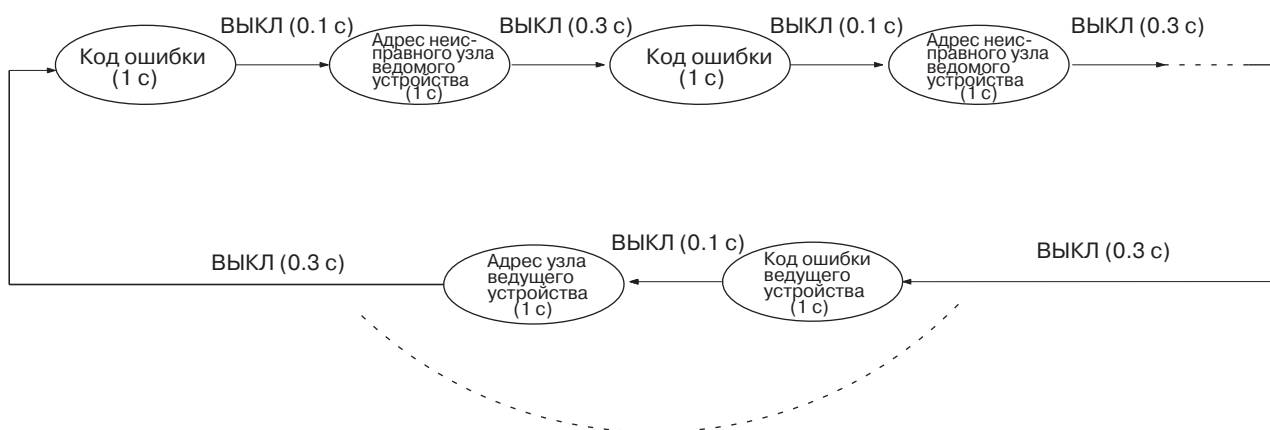 ВЫКЛ (0.1 с)
ВЫКЛ (0.3 с)
ВЫКЛ (0.1 с)
ВЫКЛ (0.3 с)
Код ошибки
(1 с)
Адрес неис-
правного узла
ведомого
устройства
(1 с)
Код ошибки
(1 с)
Адрес неис-
правного узла
ведомого
устройства
(1 с)
ВЫКЛ (0.3 с)
Адрес узла
ведущего
устройства
(1 с)
ВЫКЛ (0.1 с)
Код ошибки
ведущего
устройства
(1 с)
ВЫКЛ (0.3 с)